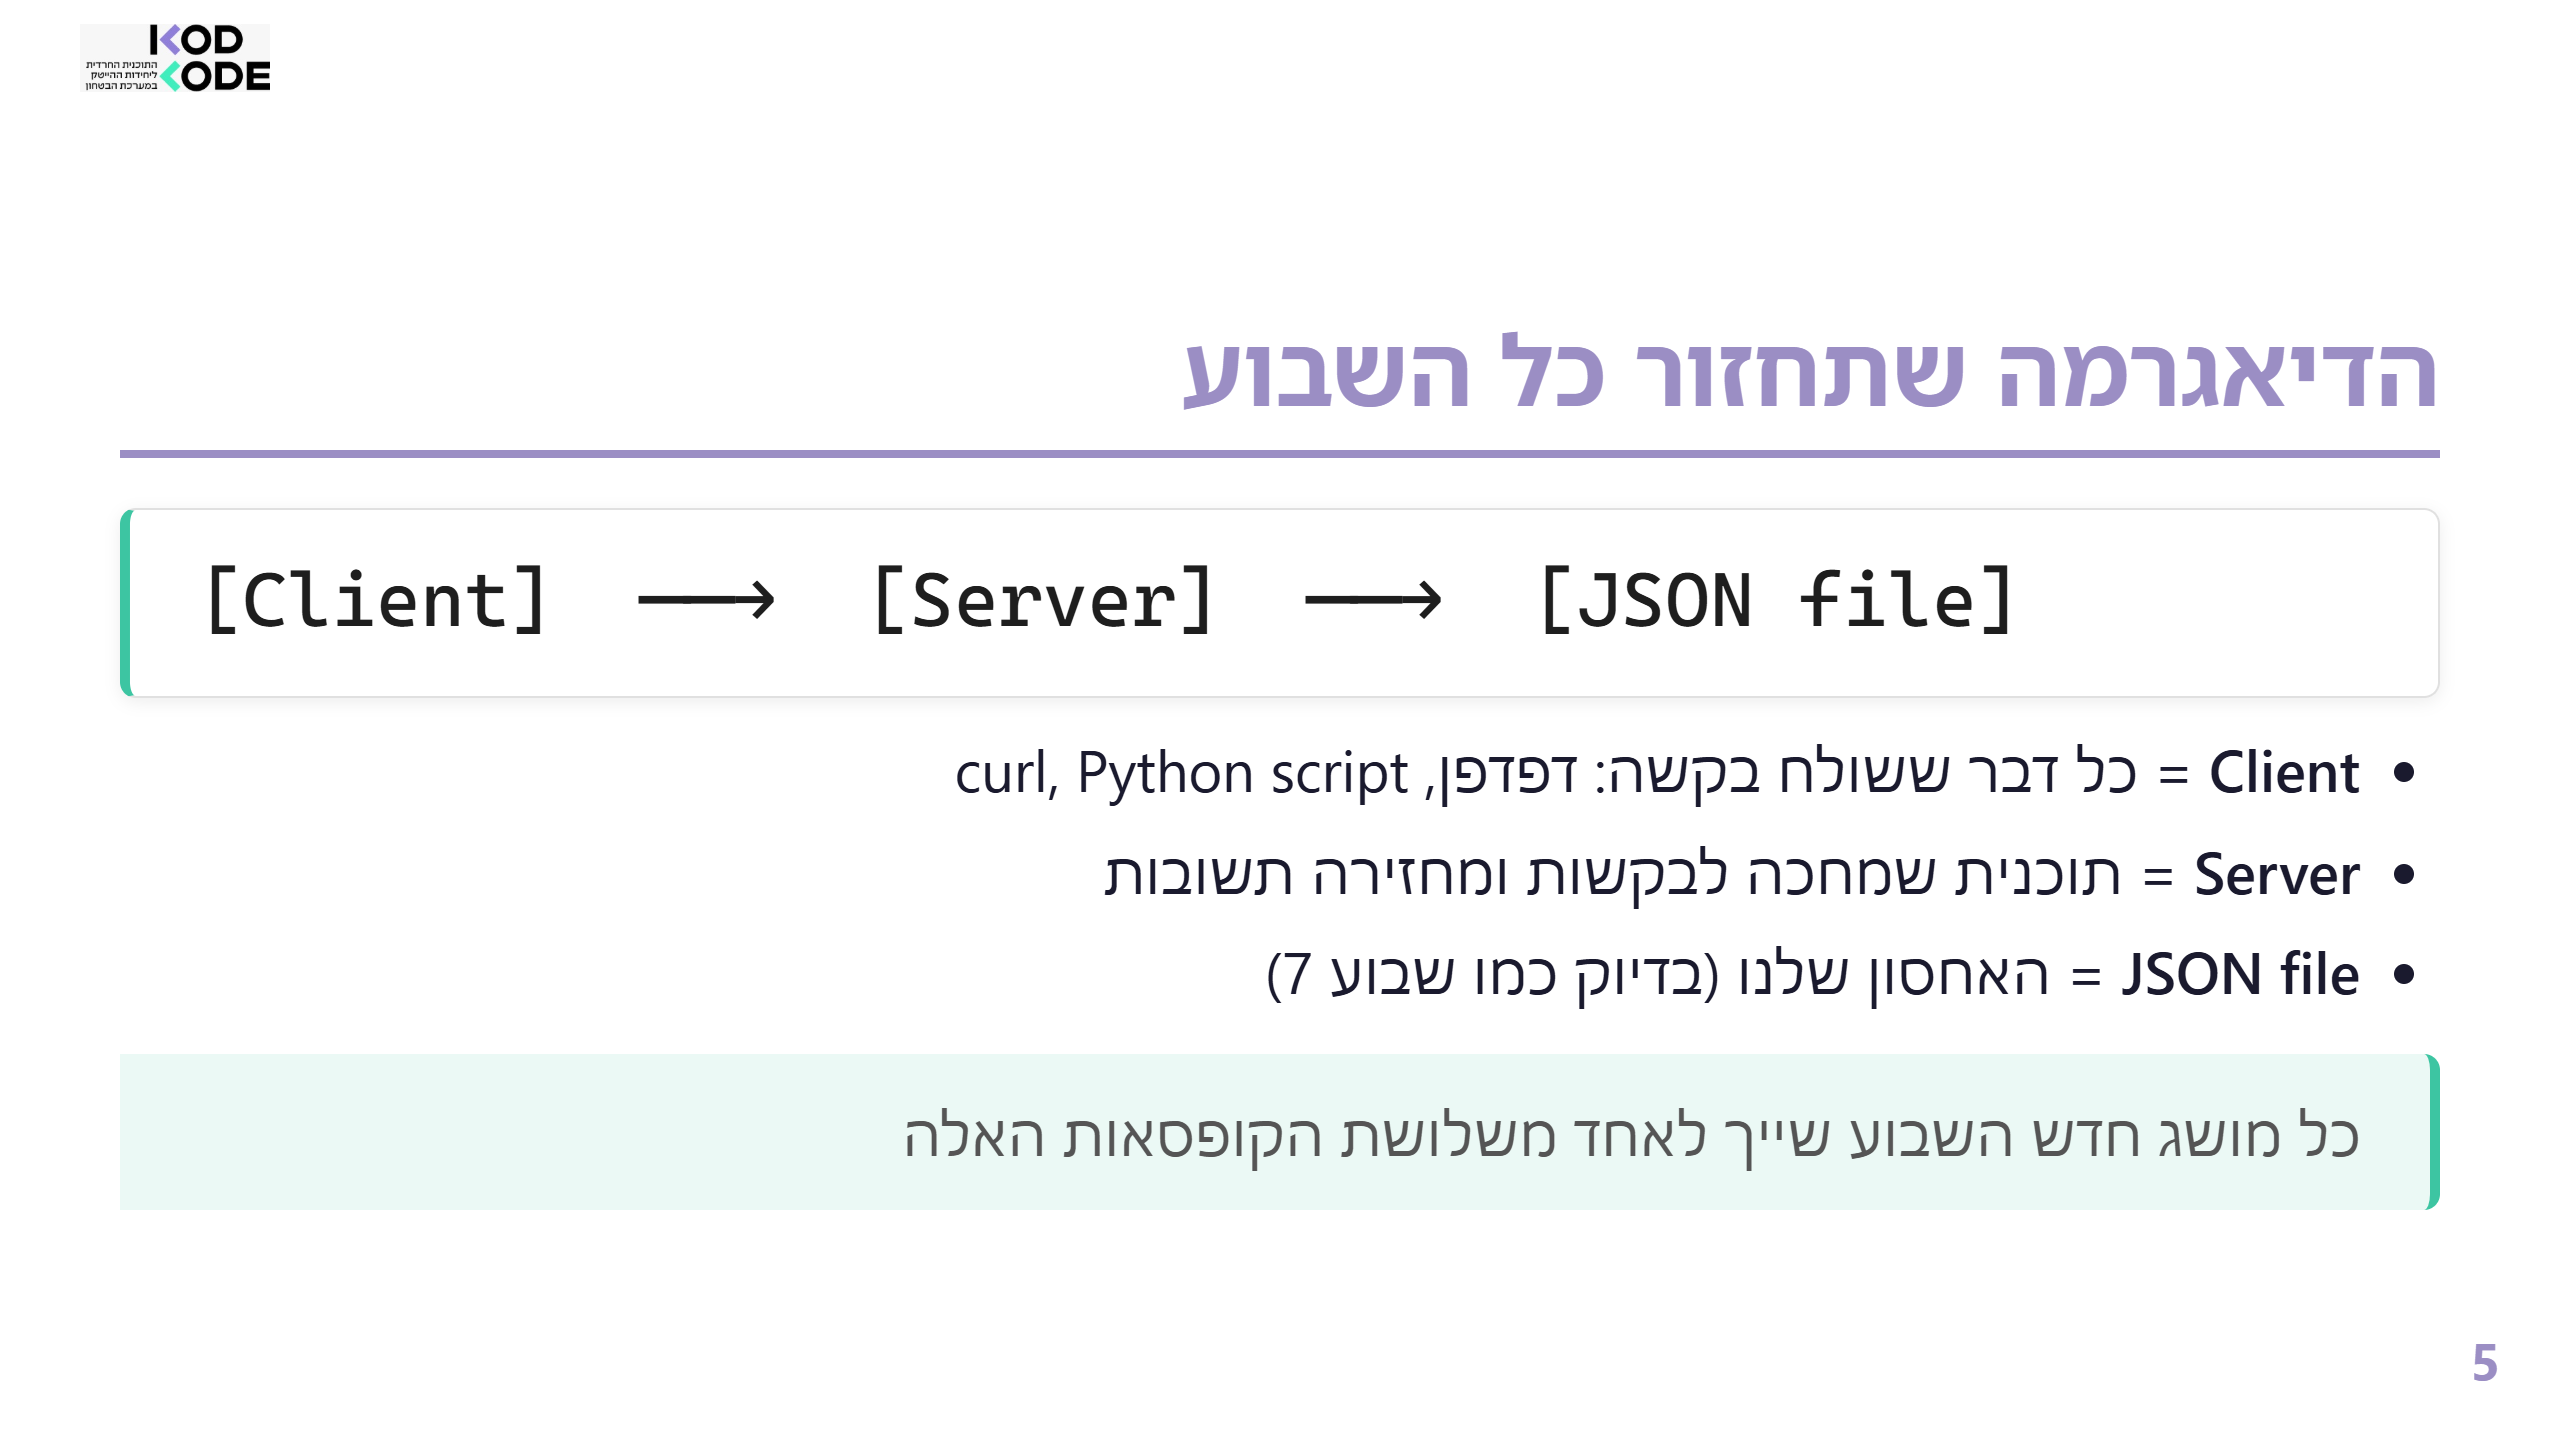 KOD
KODE
התוכנית החרדית
ליחידות ההייטק
במערכת הבטחון
הדיאגרמה שתחזור כל השבוע
[Client] ───→ [Server] ───→ [JSON file]
• Client = כל דבר ששולח בקשה: דפדפן, curl, Python script
• Server = תוכנית שמחכה לבקשות ומחזירה תשובות
• JSON file = האחסון שלנו (בדיוק כמו שבוע 7)
כל מושג חדש השבוע שייך לאחד משלושת הקופסאות האלה
5